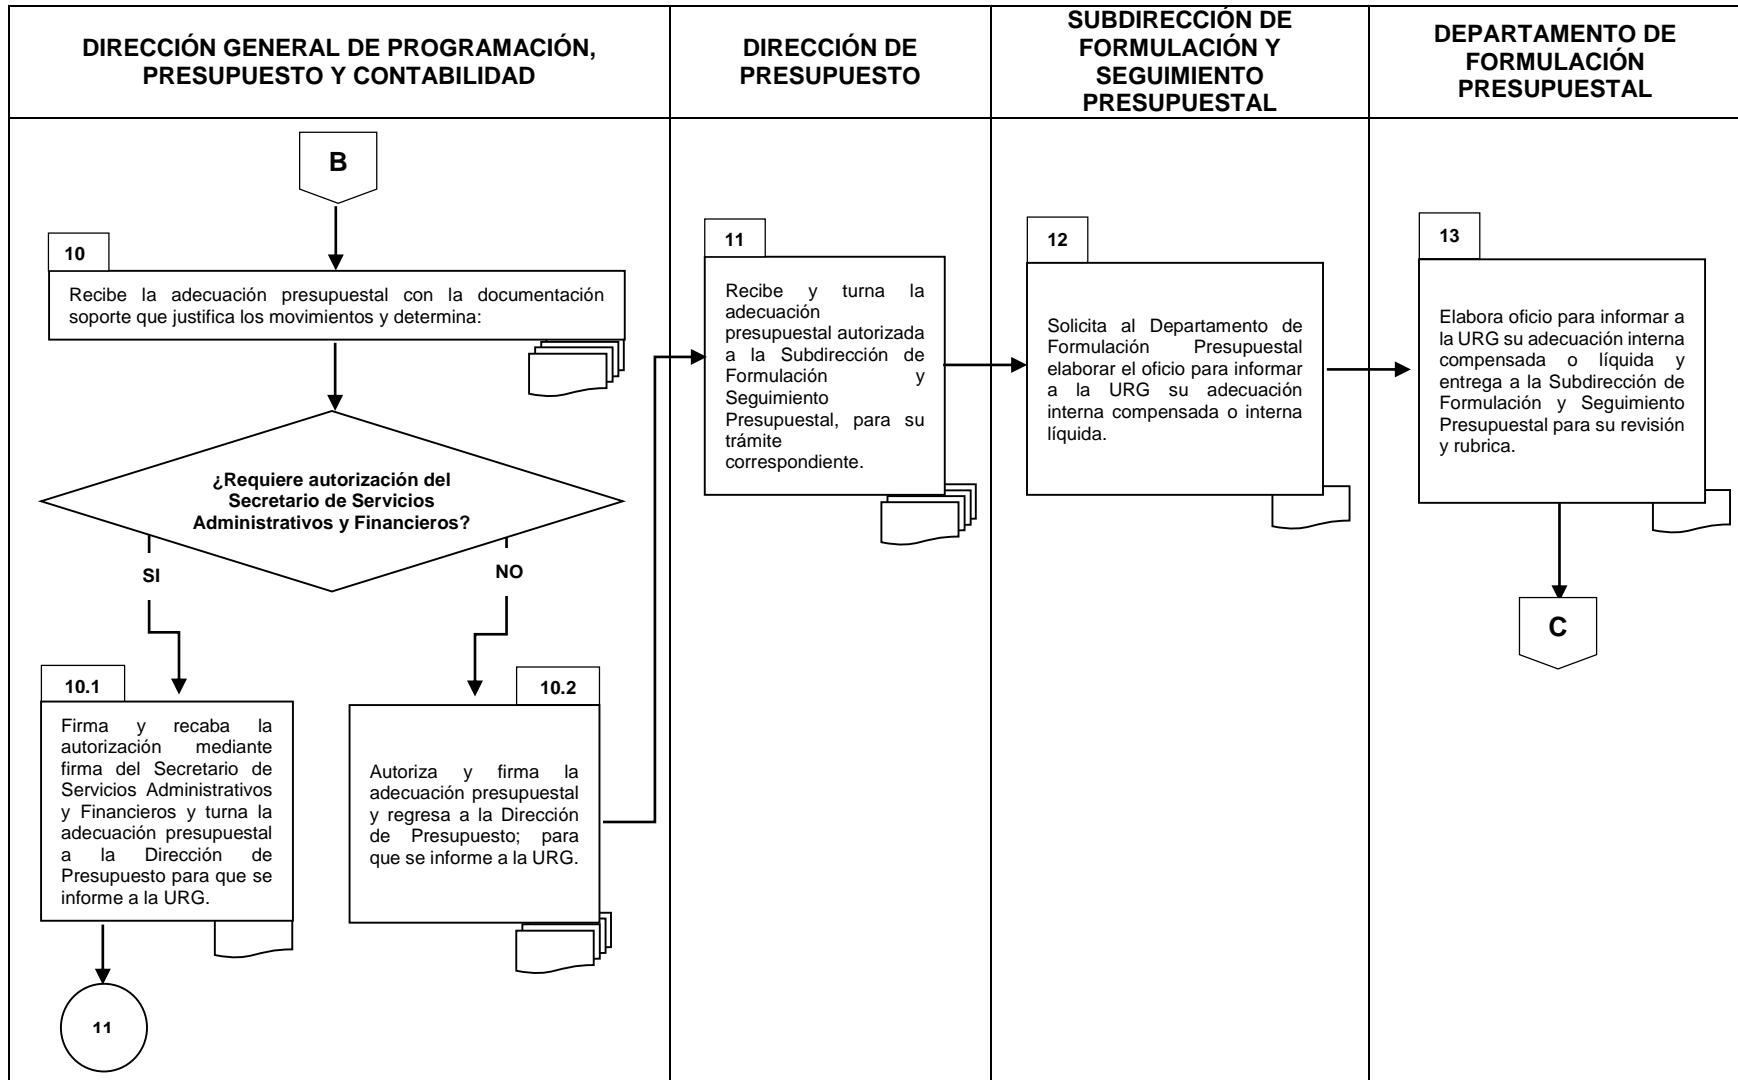 DIRECCIÓN GENERAL DE PROGRAMACIÓN,
PRESUPUESTO Y CONTABILIDAD
DIRECCIÓN DE
PRESUPUESTO
SUBDIRECCIÓN DE
FORMULACIÓN Y
SEGUIMIENTO
PRESUPUESTAL
DEPARTAMENTO DE
FORMULACIÓN
PRESUPUESTAL
B
10
Recibe la adecuación presupuestal con la documentación
soporte que justifica los movimientos y determina:
¿Requiere autorización del
Secretario de Servicios
Administrativos y Financieros?
SI
NO
10.1
Firma y recaba la
autorización mediante
firma del Secretario de
Servicios Administrativos
y Financieros y turna la
adecuación presupuestal
a la Dirección de
Presupuesto para que se
informe a la URG.
11
10.2
Autoriza y firma la
adecuación presupuestal
y regresa a la Dirección
de Presupuesto; para
que se informe a la URG.
11
Recibe y turna la
adecuación
presupuestal autorizada
a la Subdirección de
Formulación y
Seguimiento
Presupuestal, para su
trámite
correspondiente.
12
Solicita al Departamento de
Formulación Presupuestal
elaborar el oficio para informar
a la URG su adecuación
interna compensada o interna
líquida.
13
Elabora oficio para informar a
la URG su adecuación interna
compensada o líquida y
entrega a la Subdirección de
Formulación y Seguimiento
Presupuestal para su revisión
y rubrica.
C